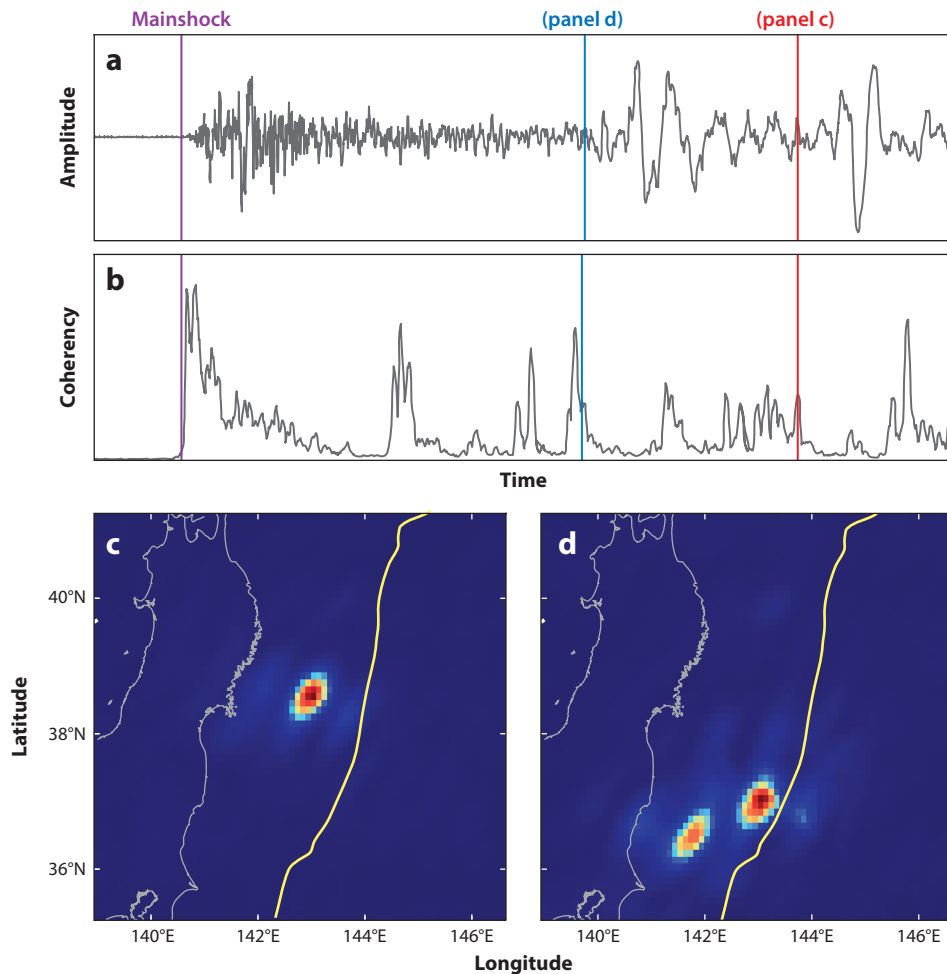 Mainshock (panel d) (panel c)
a
Amplitude
b
Coherency
Time
c d
40°N
38°N
36°N
Latitude
140°E 142°E 144°E 146°E 140°E 142°E 144°E 146°E
Longitude